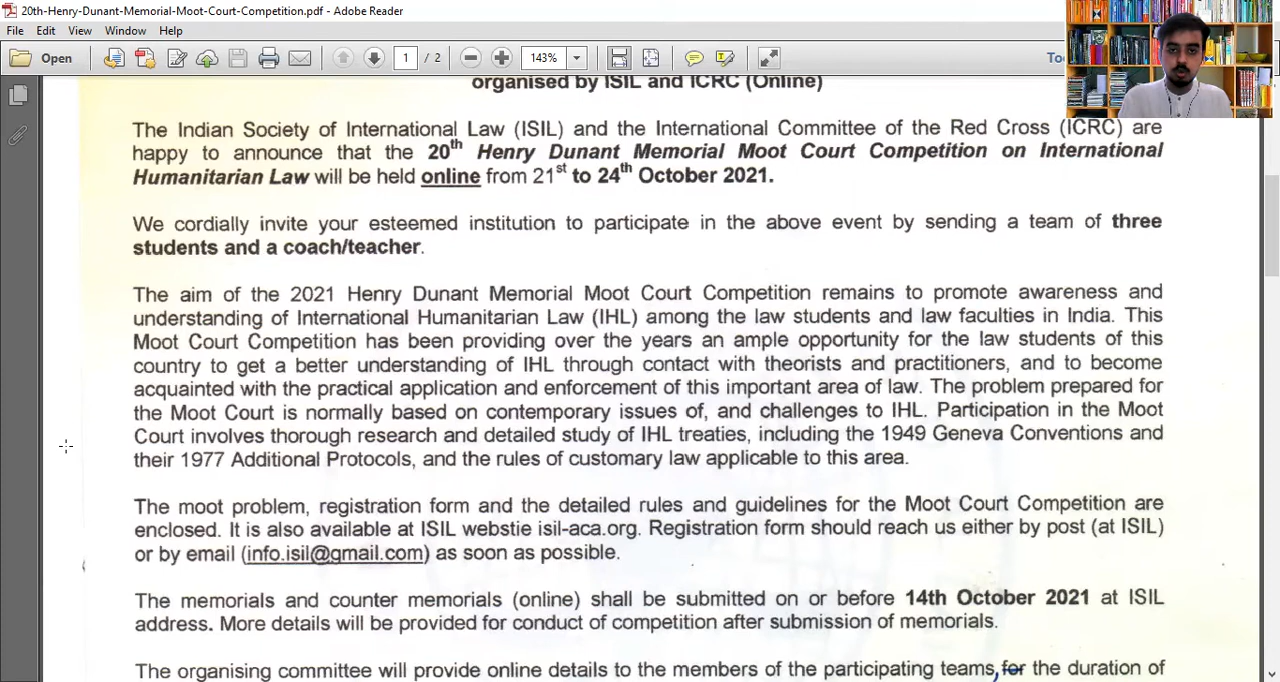 20th-Henry-Dunant-Memorial-Moot-Court-Competition.pdf - Adobe Reader
File Edit View Window Help
Open 1 / 2 143%
organised by ISIL and ICRC (Online)
The Indian Society of International Law (ISIL) and the International Committee of the Red Cross (ICRC) are
happy to announce that the 20th Henry Dunant Memorial Moot Court Competition on International
Humanitarian Law will be held online from 21st to 24th October 2021.
We cordially invite your esteemed institution to participate in the above event by sending a team of three
students and a coach/teacher.
The aim of the 2021 Henry Dunant Memorial Moot Court Competition remains to promote awareness and
understanding of International Humanitarian Law (IHL) among the law students and law faculties in India. This
Moot Court Competition has been providing over the years an ample opportunity for the law students of this
country to get a better understanding of IHL through contact with theorists and practitioners, and to become
acquainted with the practical application and enforcement of this important area of law. The problem prepared for
the Moot Court is normally based on contemporary issues of, and challenges to IHL. Participation in the Moot
Court involves thorough research and detailed study of IHL treaties, including the 1949 Geneva Conventions and
their 1977 Additional Protocols, and the rules of customary law applicable to this area.
The moot problem, registration form and the detailed rules and guidelines for the Moot Court Competition are
enclosed. It is also available at ISIL webstie isil-aca.org. Registration form should reach us either by post (at ISIL)
or by email (info.isil@gmail.com) as soon as possible.
The memorials and counter memorials (online) shall be submitted on or before 14th October 2021 at ISIL
address. More details will be provided for conduct of competition after submission of memorials.
The organising committee will provide online details to the members of the participating teams, for the duration of